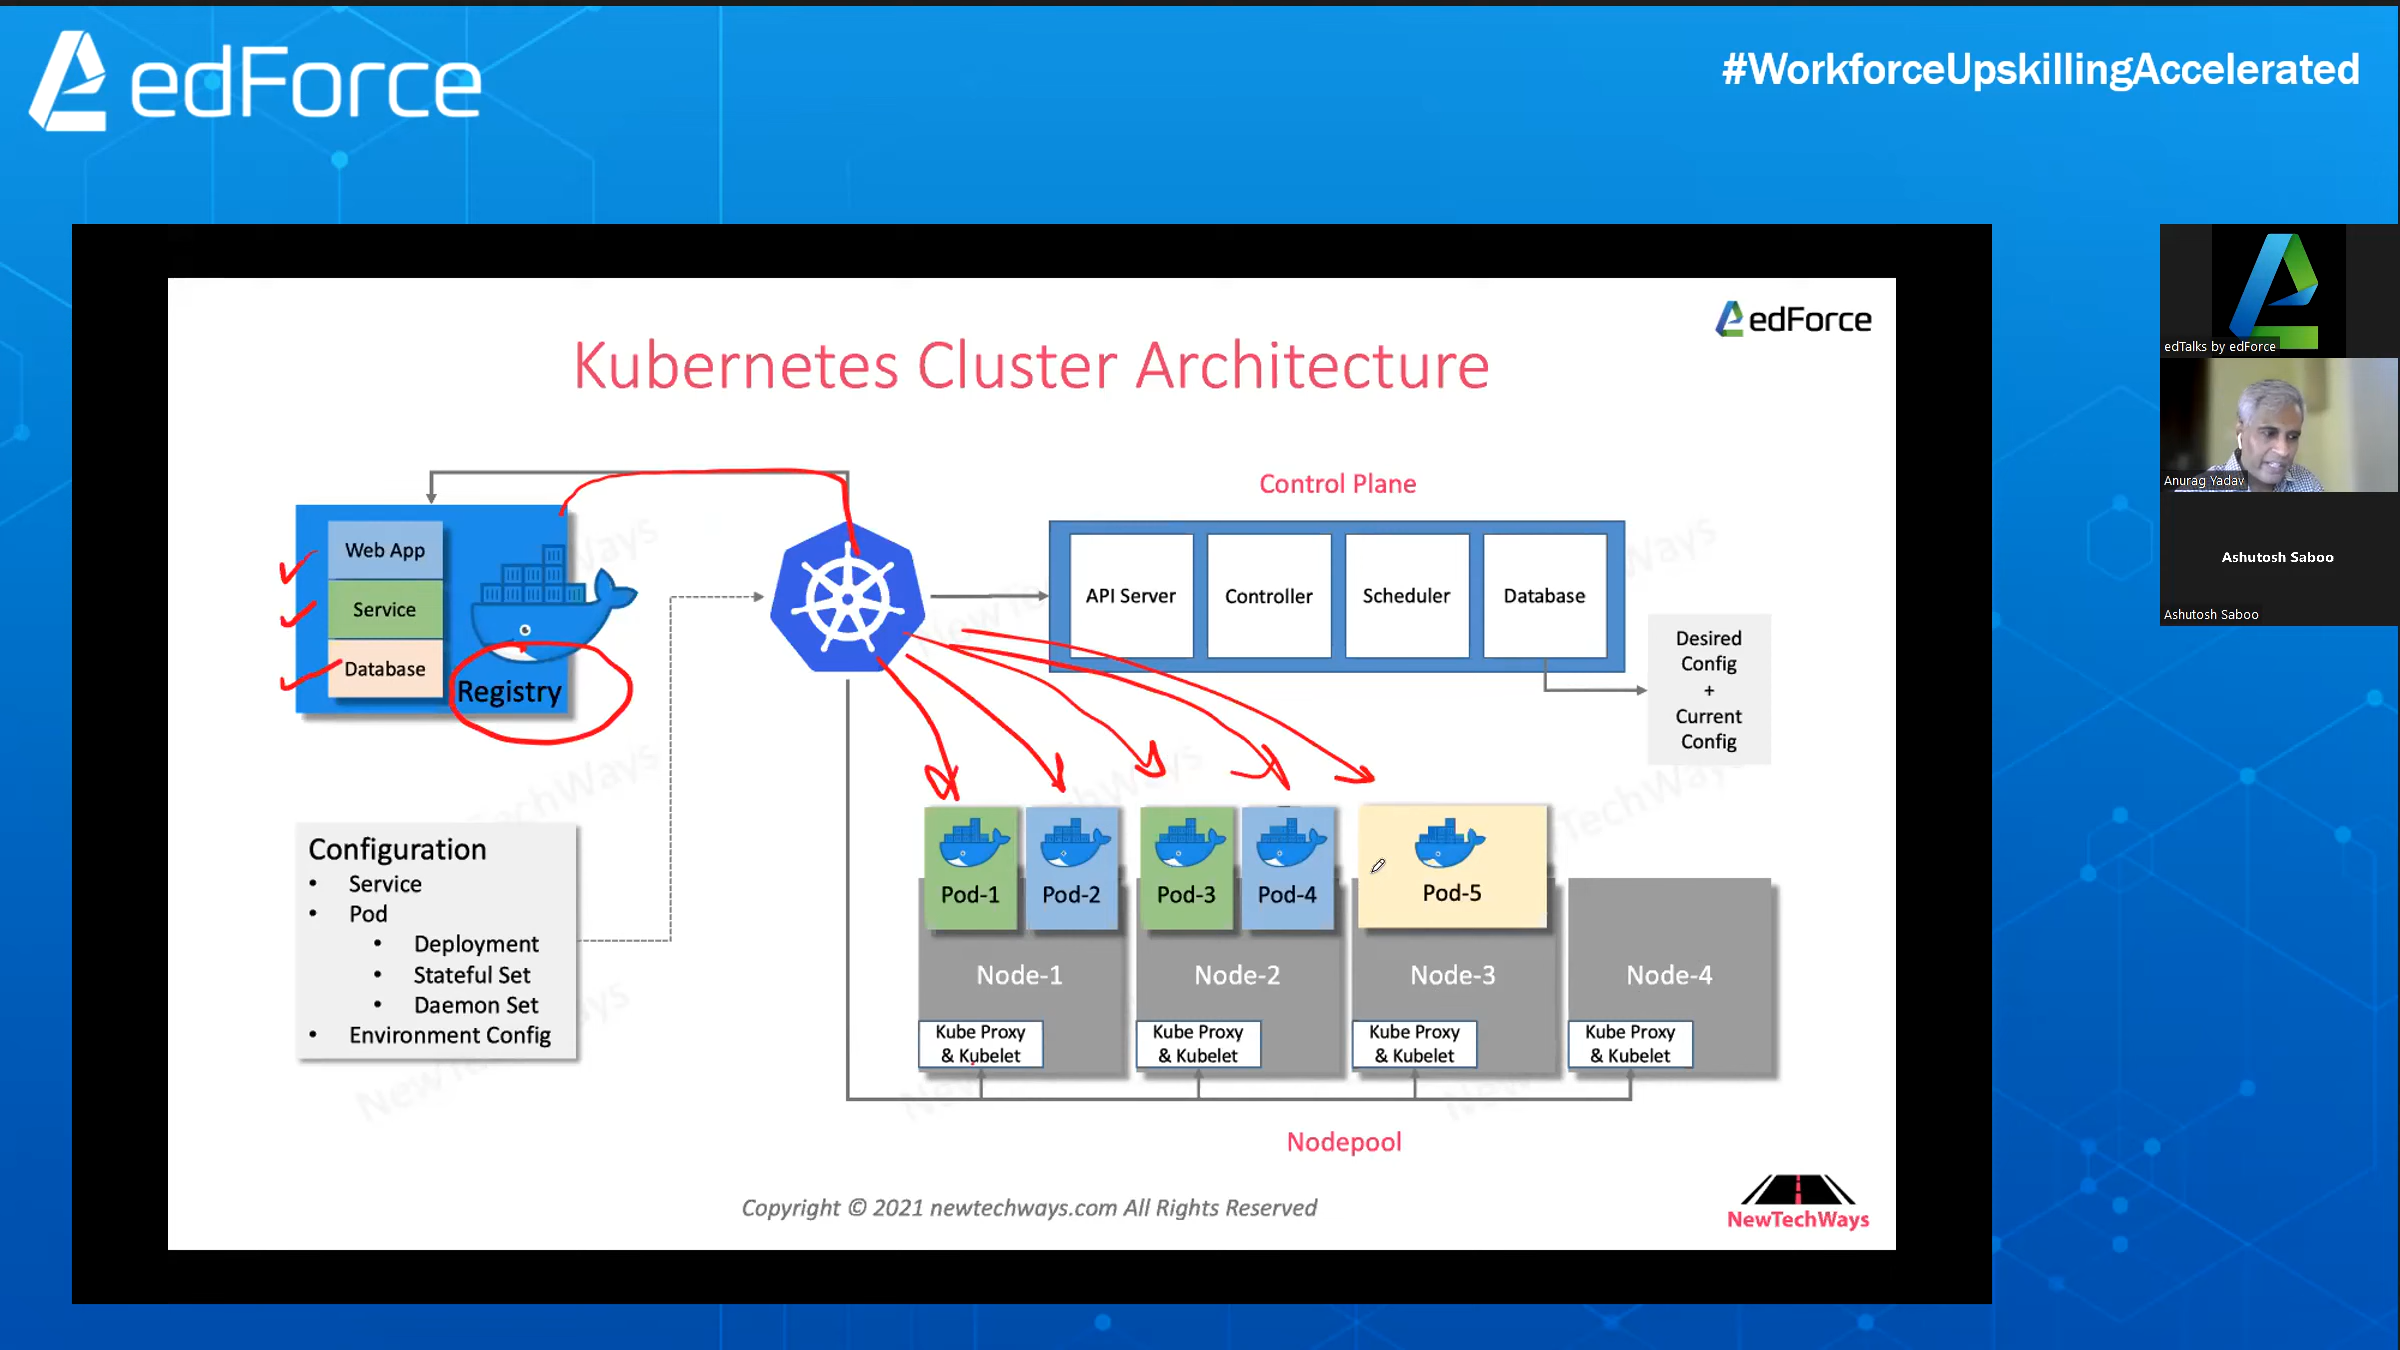 edForce
#WorkforceUpskillingAccelerated
edForce
Kubernetes Cluster Architecture
Control Plane
Web App
Service
Database
Registry
API Server
Controller
Scheduler
Database
Desired
Config
+
Current
Config
Configuration
• Service
• Pod
• Deployment
• Stateful Set
• Daemon Set
• Environment Config
Pod-1
Pod-2
Pod-3
Pod-4
Pod-5
Node-1
Node-2
Node-3
Node-4
Kube Proxy
& Kubelet
Kube Proxy
& Kubelet
Kube Proxy
& Kubelet
Kube Proxy
& Kubelet
Nodepool
Copyright © 2021 newtechways.com All Rights Reserved
NewTechWays
edTalks by edForce
Anurag Yadav
Ashutosh Saboo
Ashutosh Saboo